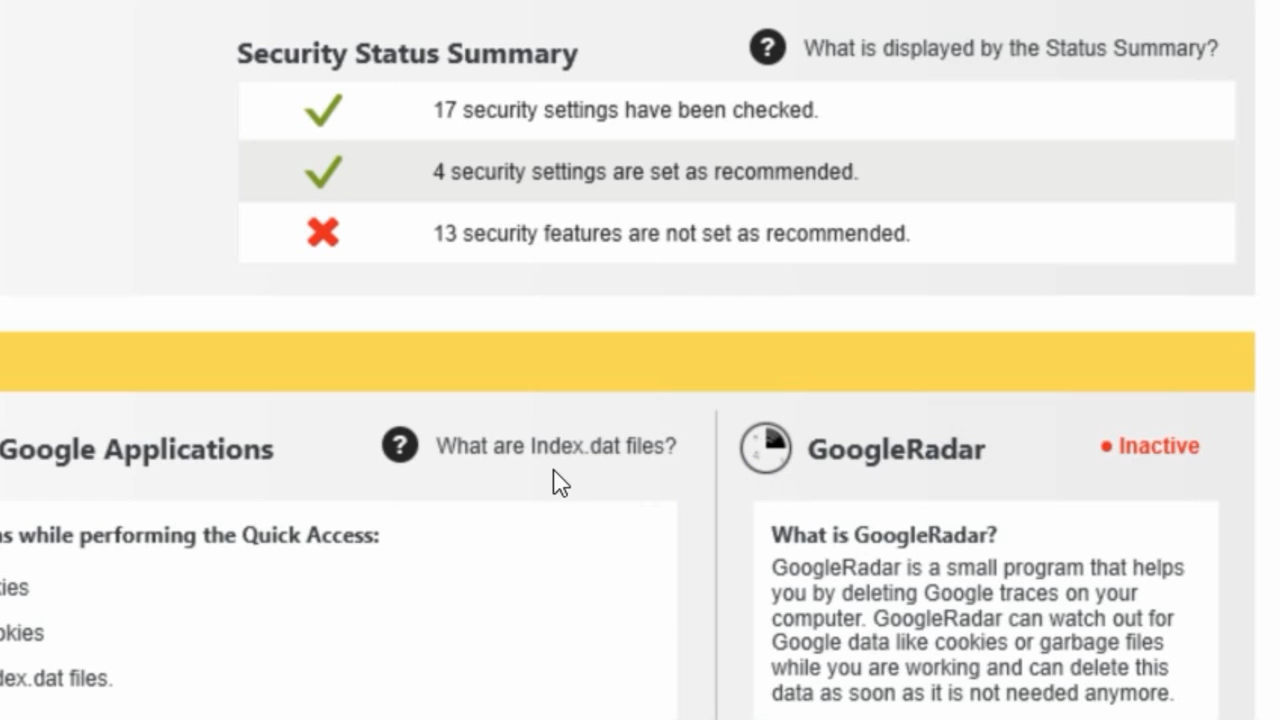 Security Status Summary
What is displayed by the Status Summary?
17 security settings have been checked.
4 security settings are set as recommended.
13 security features are not set as recommended.
Google Applications
What are Index.dat files?
GoogleRadar
Inactive
while performing the Quick Access:
files.
What is GoogleRadar?
GoogleRadar is a small program that helps
you by deleting Google traces on your
computer. GoogleRadar can watch out for
Google data like cookies or garbage files
while you are working and can delete this
data as soon as it is not needed anymore.